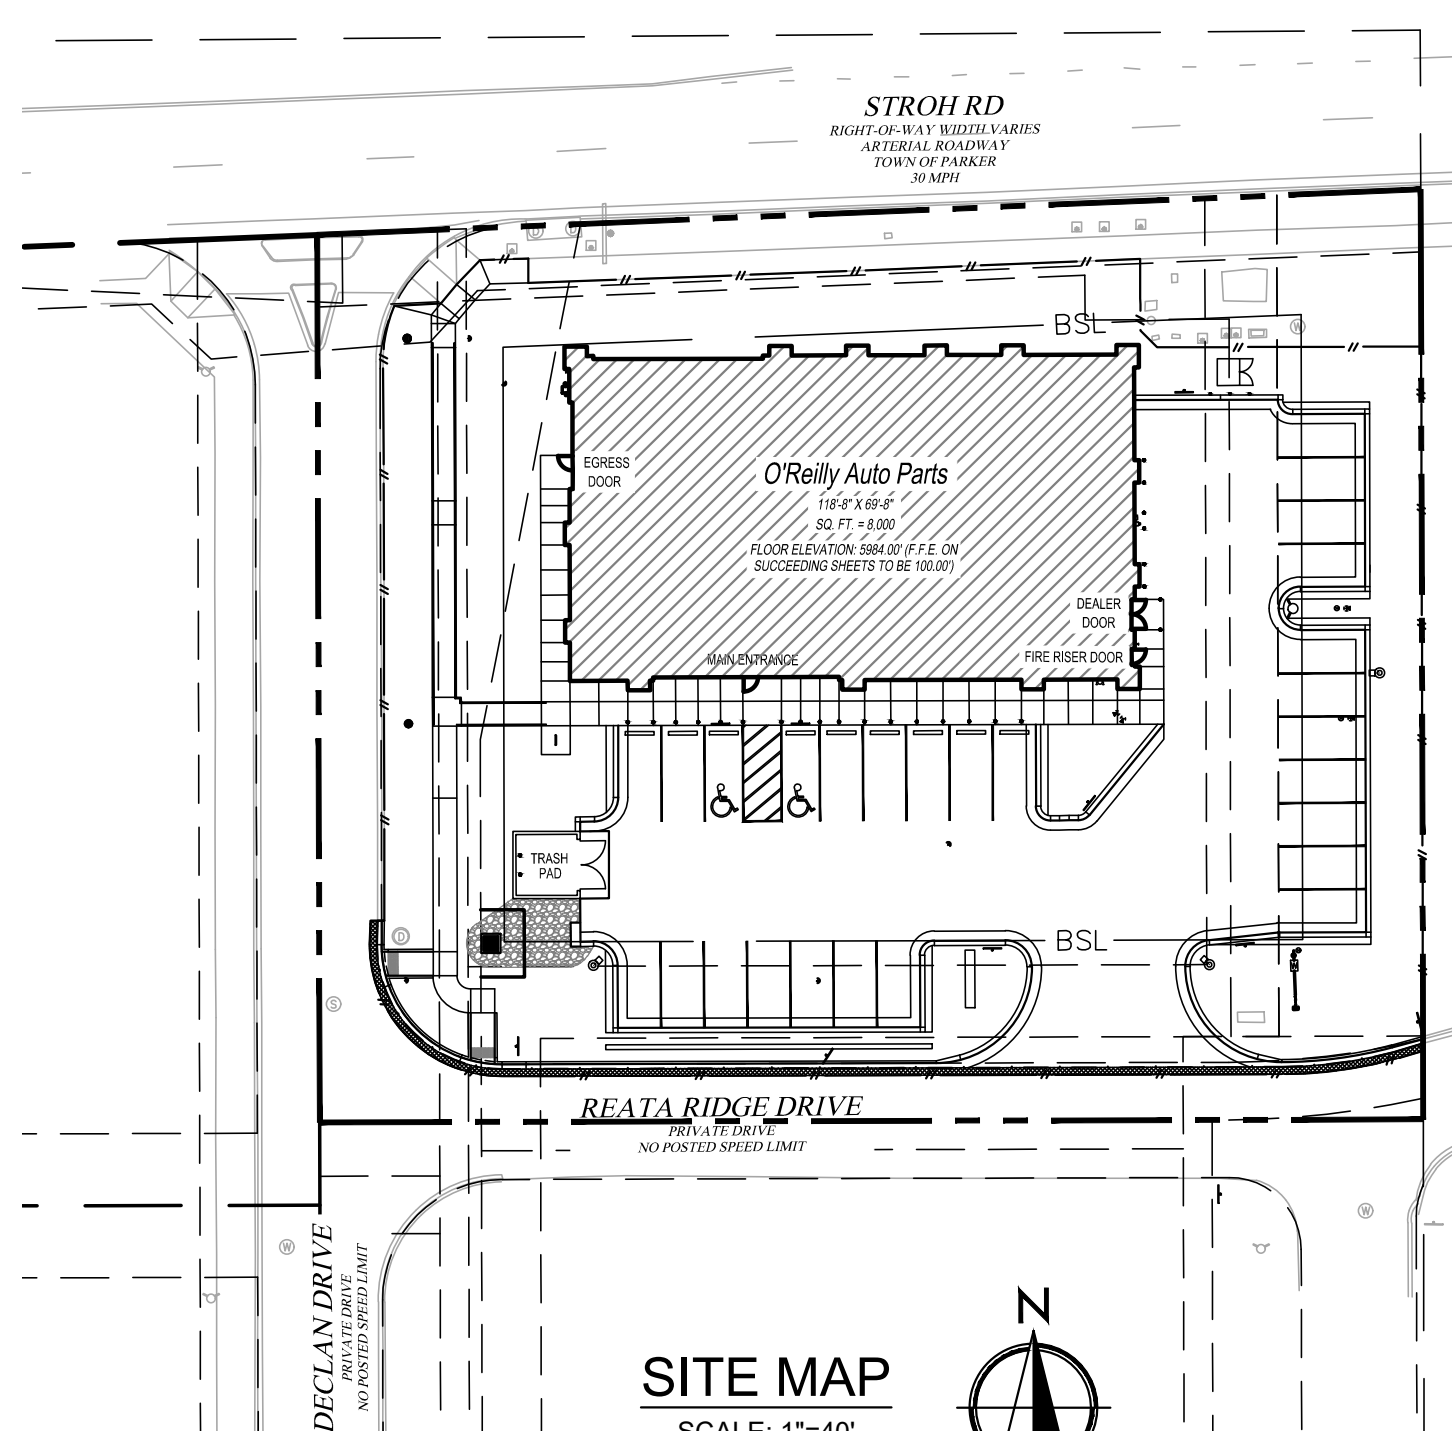 STROH RD
RIGHT-OF-WAY WIDTH VARIES
ARTERIAL ROADWAY
TOWN OF PARKER
30 MPH
D
D
BSL
W
EGRESS
DOOR
O'Reilly Auto Parts
118'-8" X 69'-8"
SQ. FT. = 8,000
FLOOR ELEVATION: 5984.00' (F.F.E. ON
SUCCEEDING SHEETS TO BE 100.00')
DEALER
DOOR
MAIN ENTRANCE
FIRE RISER DOOR
TRASH
PAD
D
BSL
S
REATA RIDGE DRIVE
PRIVATE DRIVE
NO POSTED SPEED LIMIT
W
W
DECLAN DRIVE
PRIVATE DRIVE
NO POSTED SPEED LIMIT
N
SITE MAP
SCALE: 1"=40'